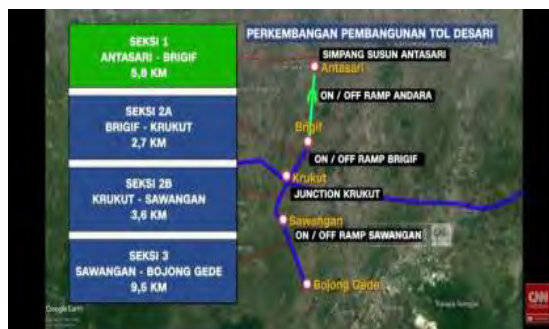 PERKEMBANGAN PEMBANGUNAN TOL DESARI
SEKSI 1
ANTASARI - BRIGIF
5,8 KM
SEKSI 2A
BRIGIF - KRUKUT
2,7 KM
SEKSI 2B
KRUKUT - SAWANGAN
3,6 KM
SEKSI 3
SAWANGAN - BOJONG GEDE
9,5 KM
SIMPANG SUSUN ANTASARI
Antasari
ON / OFF RAMP ANDARA
Brigif
ON / OFF RAMP BRIGIF
Krukut
JUNCTION KRUKUT
Sawangan
ON / OFF RAMP SAWANGAN
Bojong Gede
Google Earth
CNN